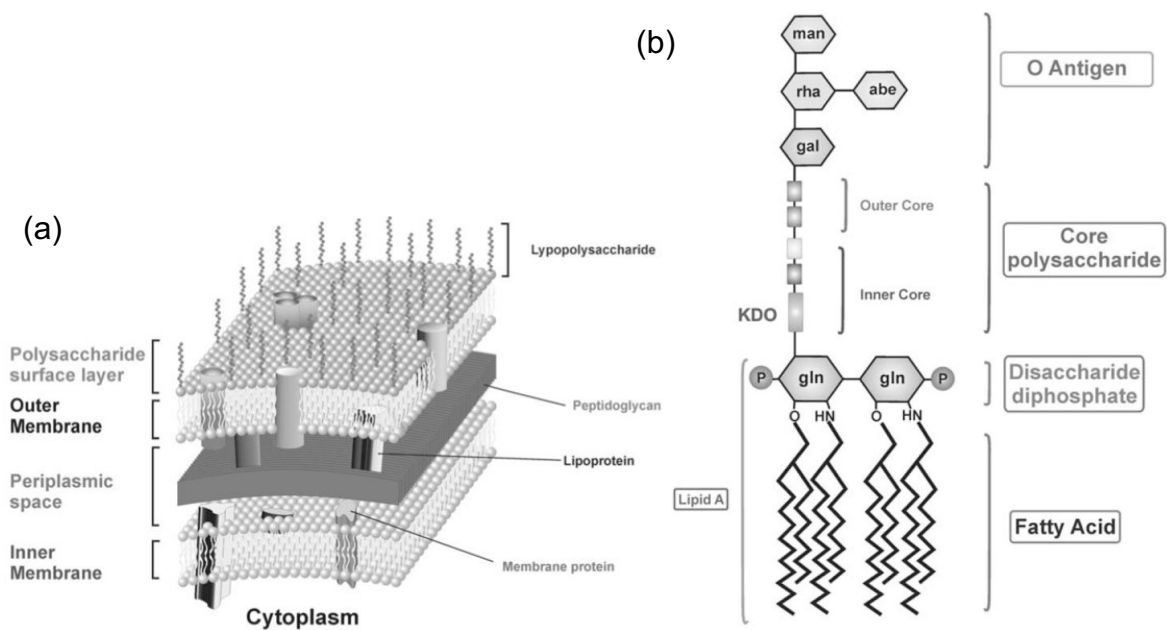 (a)
Lypopolysaccharide
Polysaccharide
surface layer
Outer
Membrane
Periplasmic
space
Inner
Membrane
Peptidoglycan
Lipoprotein
Membrane protein
Cytoplasm
(b)
man
rha
abe
gal
O Antigen
Outer Core
Inner Core
Core
polysaccharide
KDO
P
gln
gln
P
Disaccharide
diphosphate
O
HN
O
HN
Lipid A
Fatty Acid